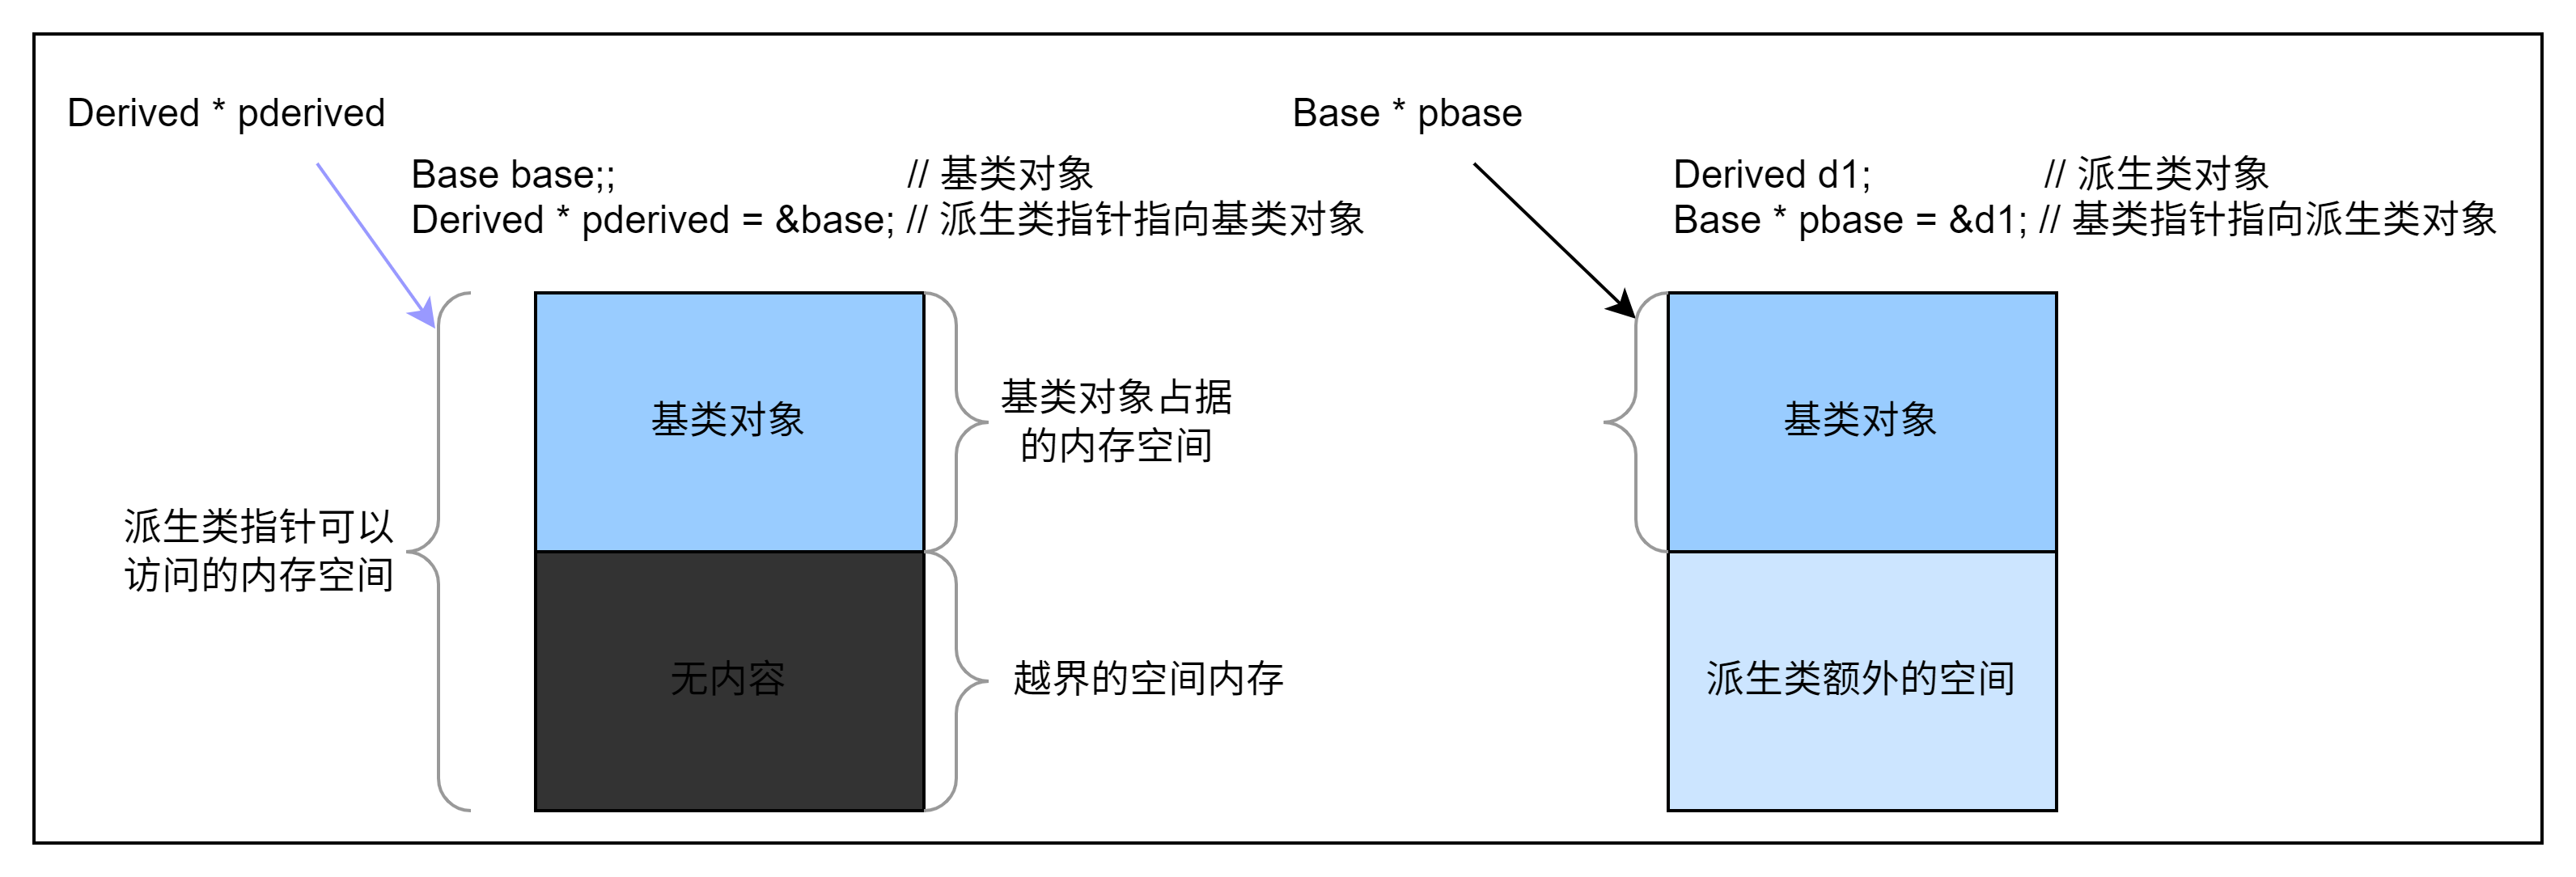 Derived * pderived
Base base;; // 基类对象
Derived * pderived = &base; // 派生类指针指向基类对象
基类对象
基类对象占据
的内存空间
派生类指针可以
访问的内存空间
无内容
越界的空间内存
Base * pbase
Derived d1; // 派生类对象
Base * pbase = &d1; // 基类指针指向派生类对象
基类对象
派生类额外的空间